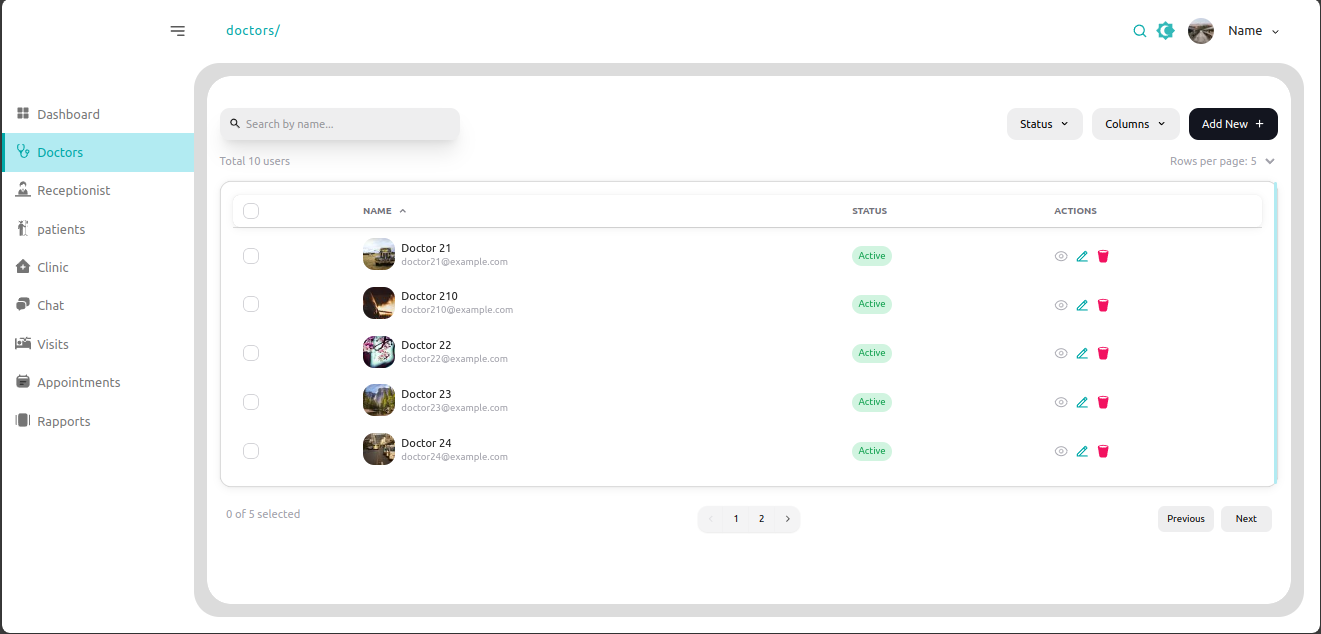 doctors/
Name
Dashboard
Doctors
Receptionist
patients
Clinic
Chat
Visits
Appointments
Rapports
Search by name...
Status
Columns
Add New +
Total 10 users
Rows per page: 5
NAME
STATUS
ACTIONS
Doctor 21
doctor21@example.com
Active
Doctor 210
doctor210@example.com
Active
Doctor 22
doctor22@example.com
Active
Doctor 23
doctor23@example.com
Active
Doctor 24
doctor24@example.com
Active
0 of 5 selected
1 2
Previous
Next